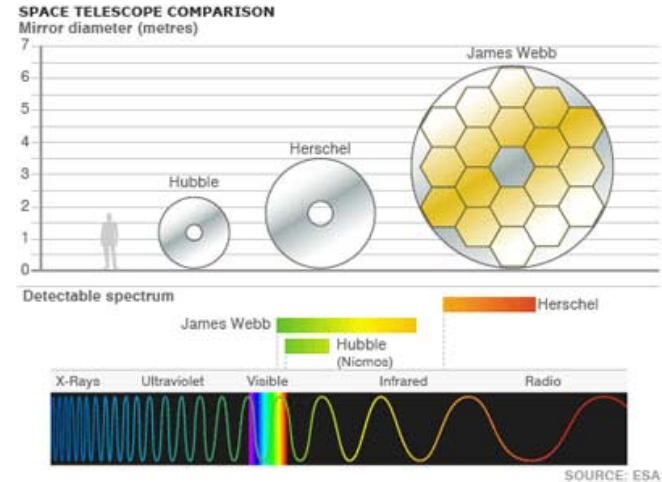 SPACE TELESCOPE COMPARISON
Mirror diameter (metres)
7
James Webb
6
5
4
Herschel
3
Hubble
2
1
0
Detectable spectrum
Herschel
James Webb
Hubble
(Nicmos)
X-Rays Ultraviolet Visible Infrared Radio
SOURCE: ESA